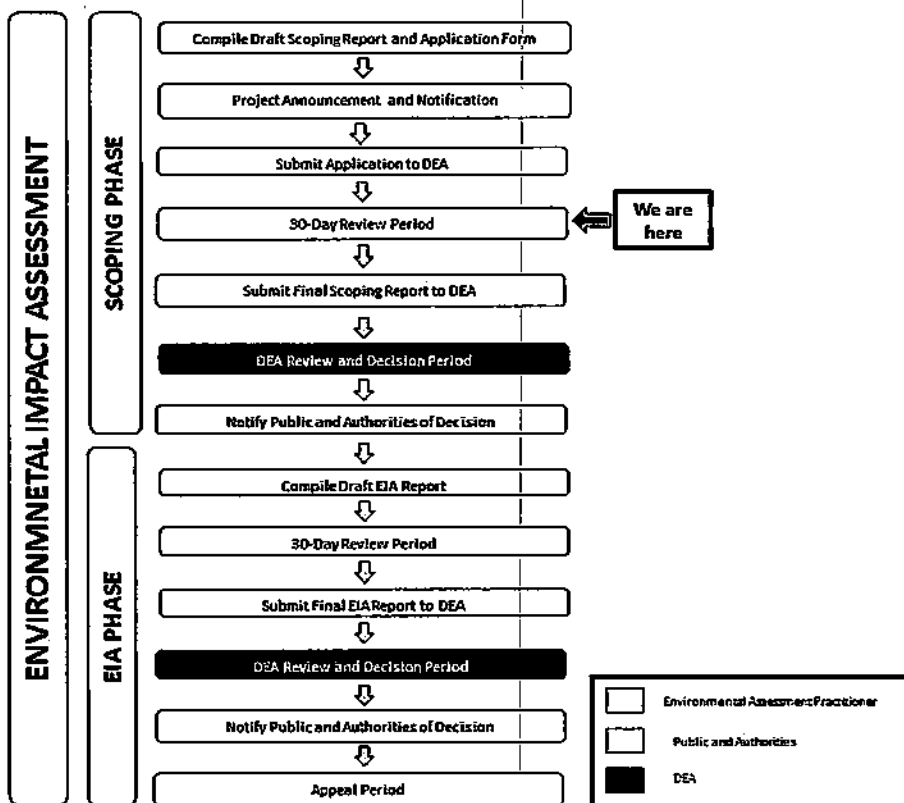 ENVIRONMNETAL IMPACT ASSESSMENT
SCOPING PHASE
Compile Draft Scoping Report and Application Form
Project Announcement and Notification
Submit Application to DEA
30-Day Review Period
We are
here
Submit Final Scoping Report to DEA
DEA Review and Decision Period
Notify Public and Authorities of Decision
EIA PHASE
Compile Draft EIA Report
30-Day Review Period
Submit Final EIA Report to DEA
DEA Review and Decision Period
Notify Public and Authorities of Decision
Appeal Period
Environmental Assessment Practitioner
Public and Authorities
DEA